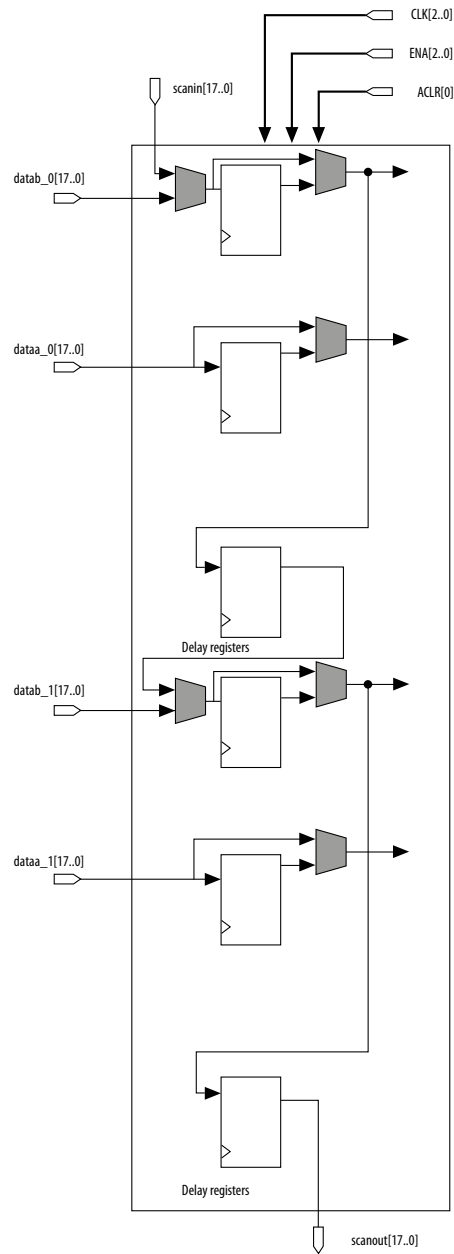 CLK[2..0]
ENA[2..0]
scanin[17..0]
ACLR[0]
datab_0[17..0]
dataa_0[17..0]
Delay registers
datab_1[17..0]
dataa_1[17..0]
Delay registers
scanout[17..0]